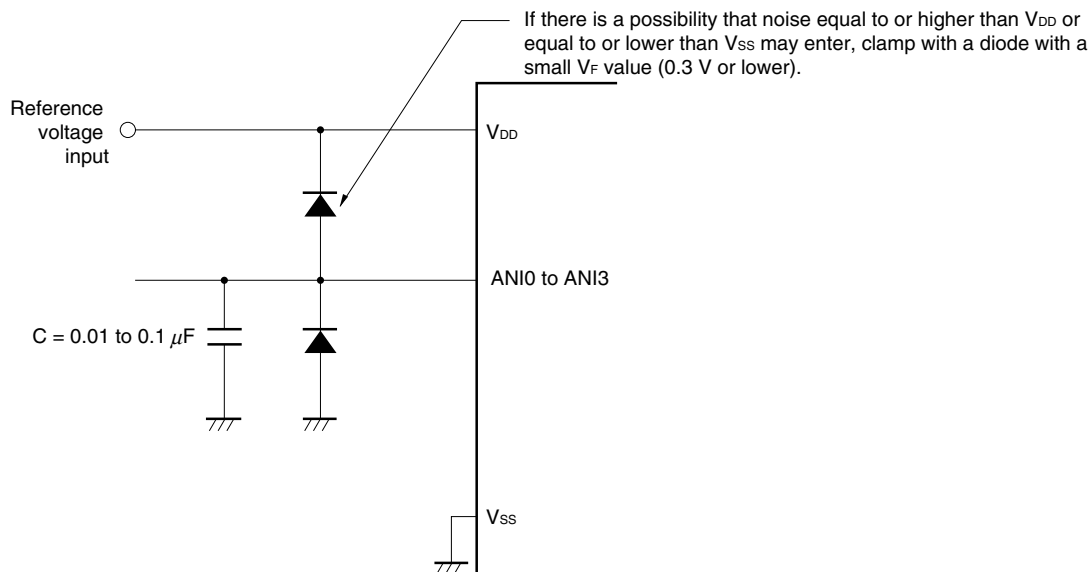 If there is a possibility that noise equal to or higher than VDD or
equal to or lower than VSS may enter, clamp with a diode with a
small VF value (0.3 V or lower).
Reference
voltage
input
VDD
ANI0 to ANI3
C = 0.01 to 0.1 μF
VSS